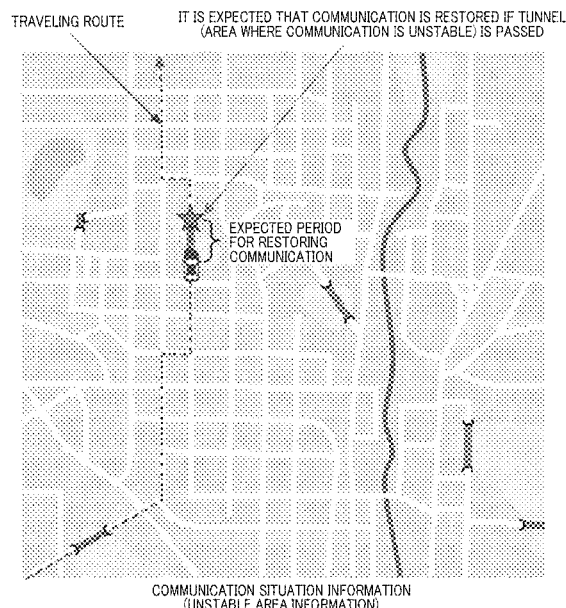 TRAVELING ROUTE
IT IS EXPECTED THAT COMMUNICATION IS RESTORED IF TUNNEL
(AREA WHERE COMMUNICATION IS UNSTABLE) IS PASSED
EXPECTED PERIOD
FOR RESTORING
COMMUNICATION
COMMUNICATION SITUATION INFORMATION
(UNSTABLE AREA INFORMATION)